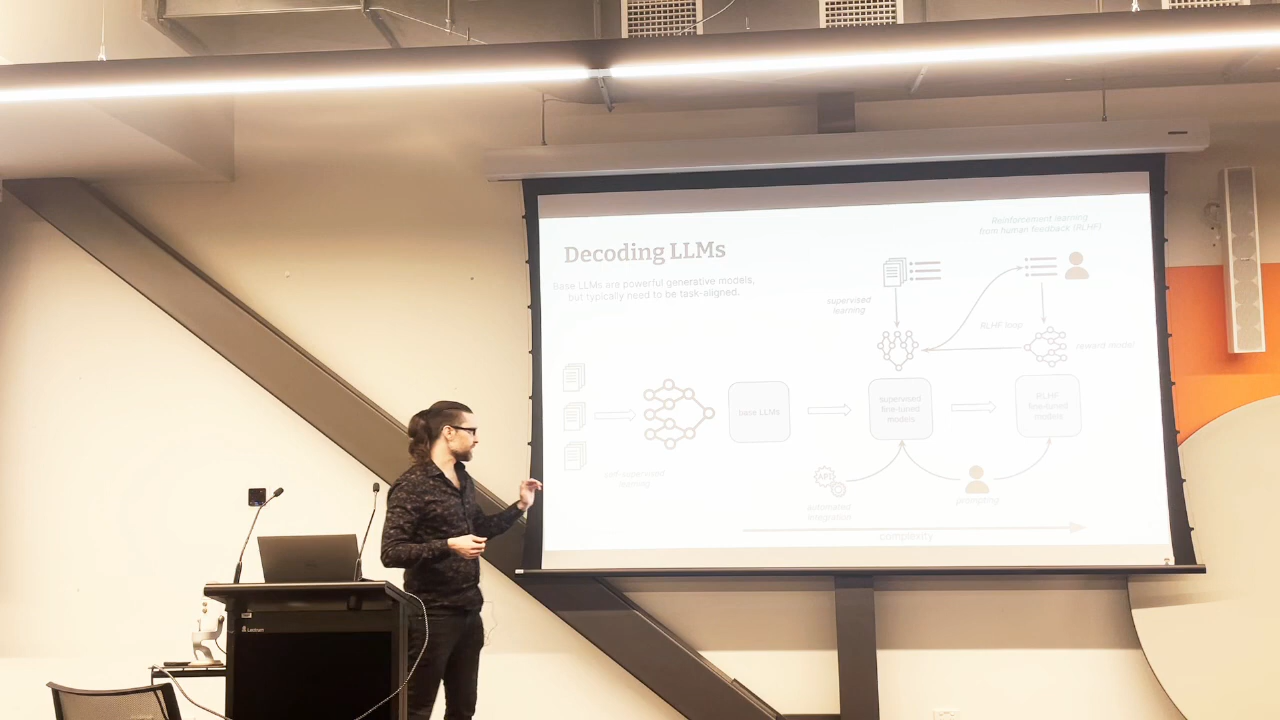 Decoding LLMs
Base LLMs are powerful generative models,
but typically need to be task-aligned.
Reinforcement learning
from human feedback (RLHF)
supervised
learning
RLHF loop
reward model
base LLMs
supervised
fine-tuned
models
RLHF
fine-tuned
models
self-supervised
learning
API
automated
integration
prompting
complexity
Lectrum